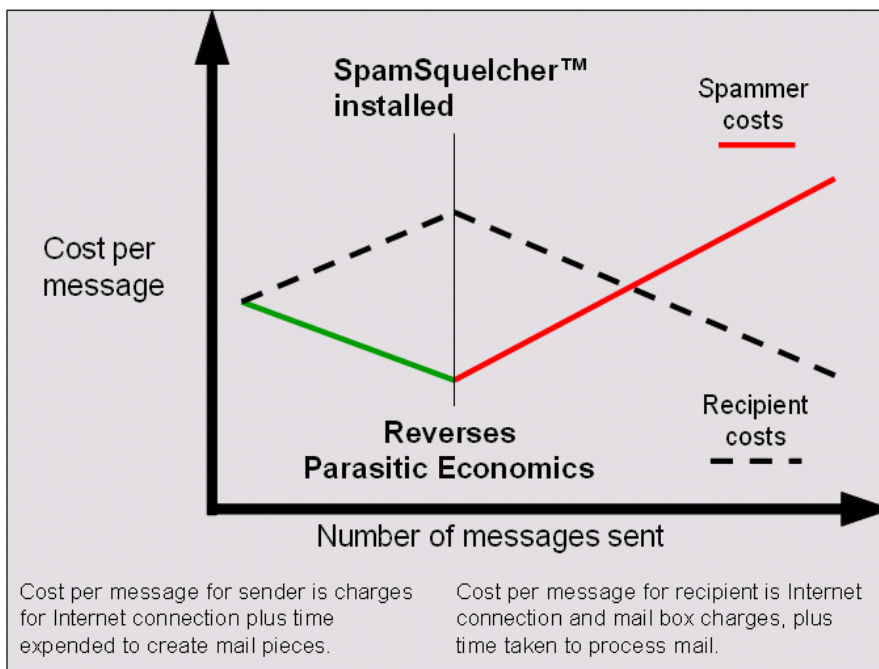 SpamSquelcher™
installed
Spammer
costs
Cost per
message
Recipient
costs
Reverses
Parasitic Economics
Number of messages sent
Cost per message for sender is charges
for Internet connection plus time
expended to create mail pieces.
Cost per message for recipient is Internet
connection and mail box charges, plus
time taken to process mail.